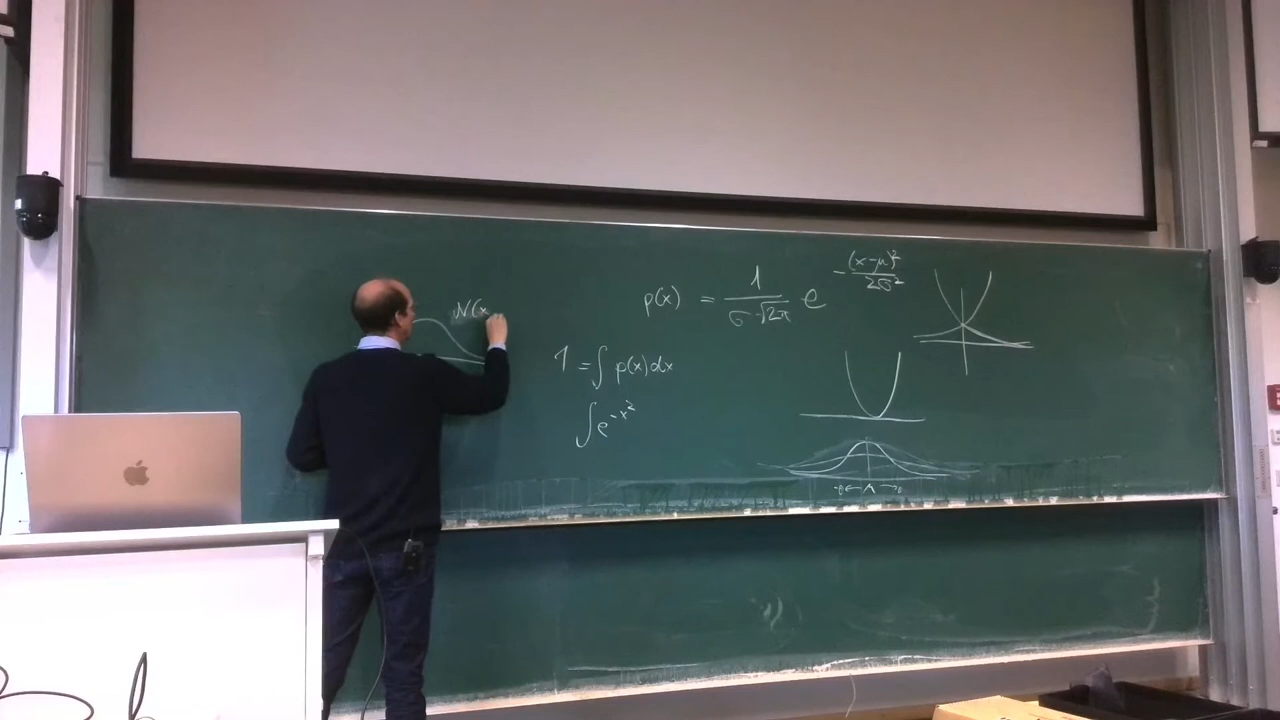 p(x) = 1/(σ√2π) e^(-(x-μ)²/2σ²)
N(x
1 = ∫ p(x) dx
∫ e^(-x²)